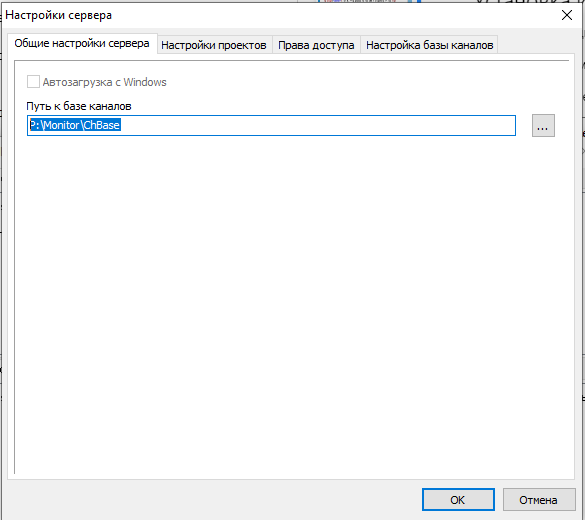 Настройки сервера
Общие настройки сервера
Настройки проектов
Права доступа
Настройка базы каналов
Автозагрузка с Windows
Путь к базе каналов
P:\Monitor\ChBase
...
OK
Отмена